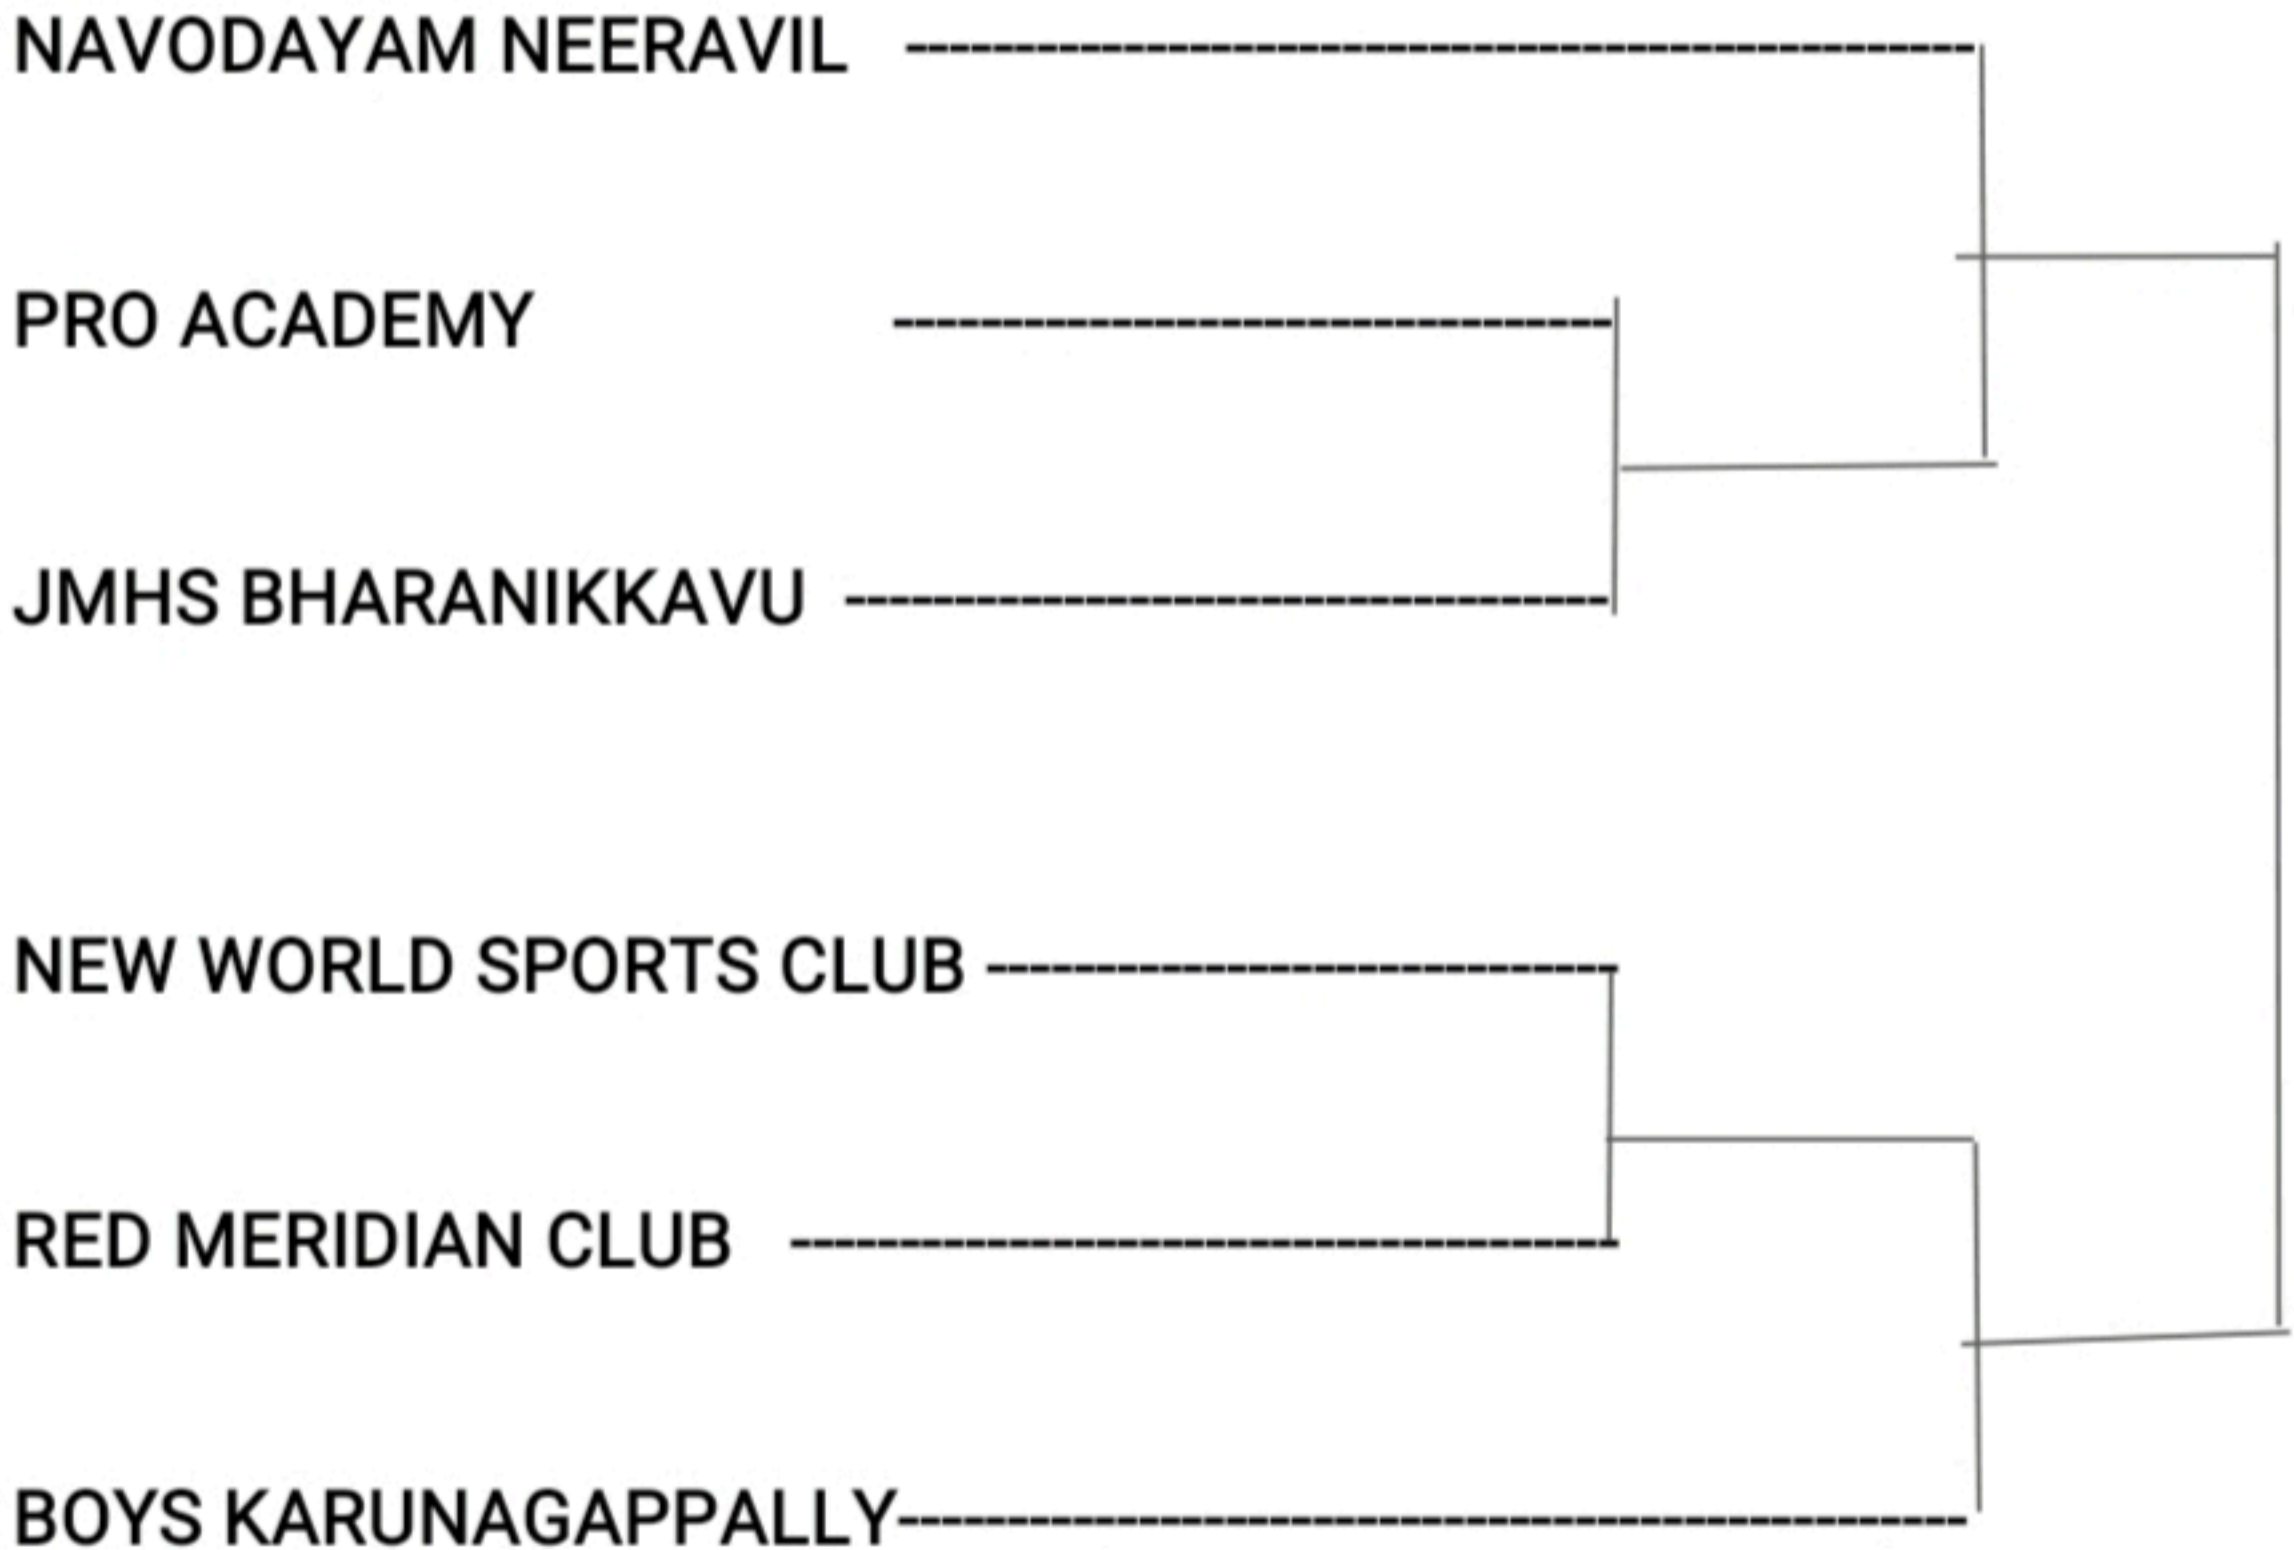 NAVODAYAM NEERAVIL
PRO ACADEMY
JMHS BHARANIKKAVU
NEW WORLD SPORTS CLUB
RED MERIDIAN CLUB
BOYS KARUNAGAPPALLY